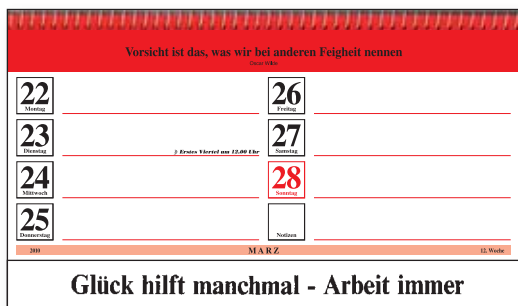 Vorsicht ist das, was wir bei anderen Feigheit nennen
Oscar Wilde
22
Montag
23
Dienstag
☽ Erstes Viertel um 12.00 Uhr
24
Mittwoch
25
Donnerstag
26
Freitag
27
Samstag
28
Sonntag
Notizen
2010 MARZ 12. Woche
Glück hilft manchmal - Arbeit immer